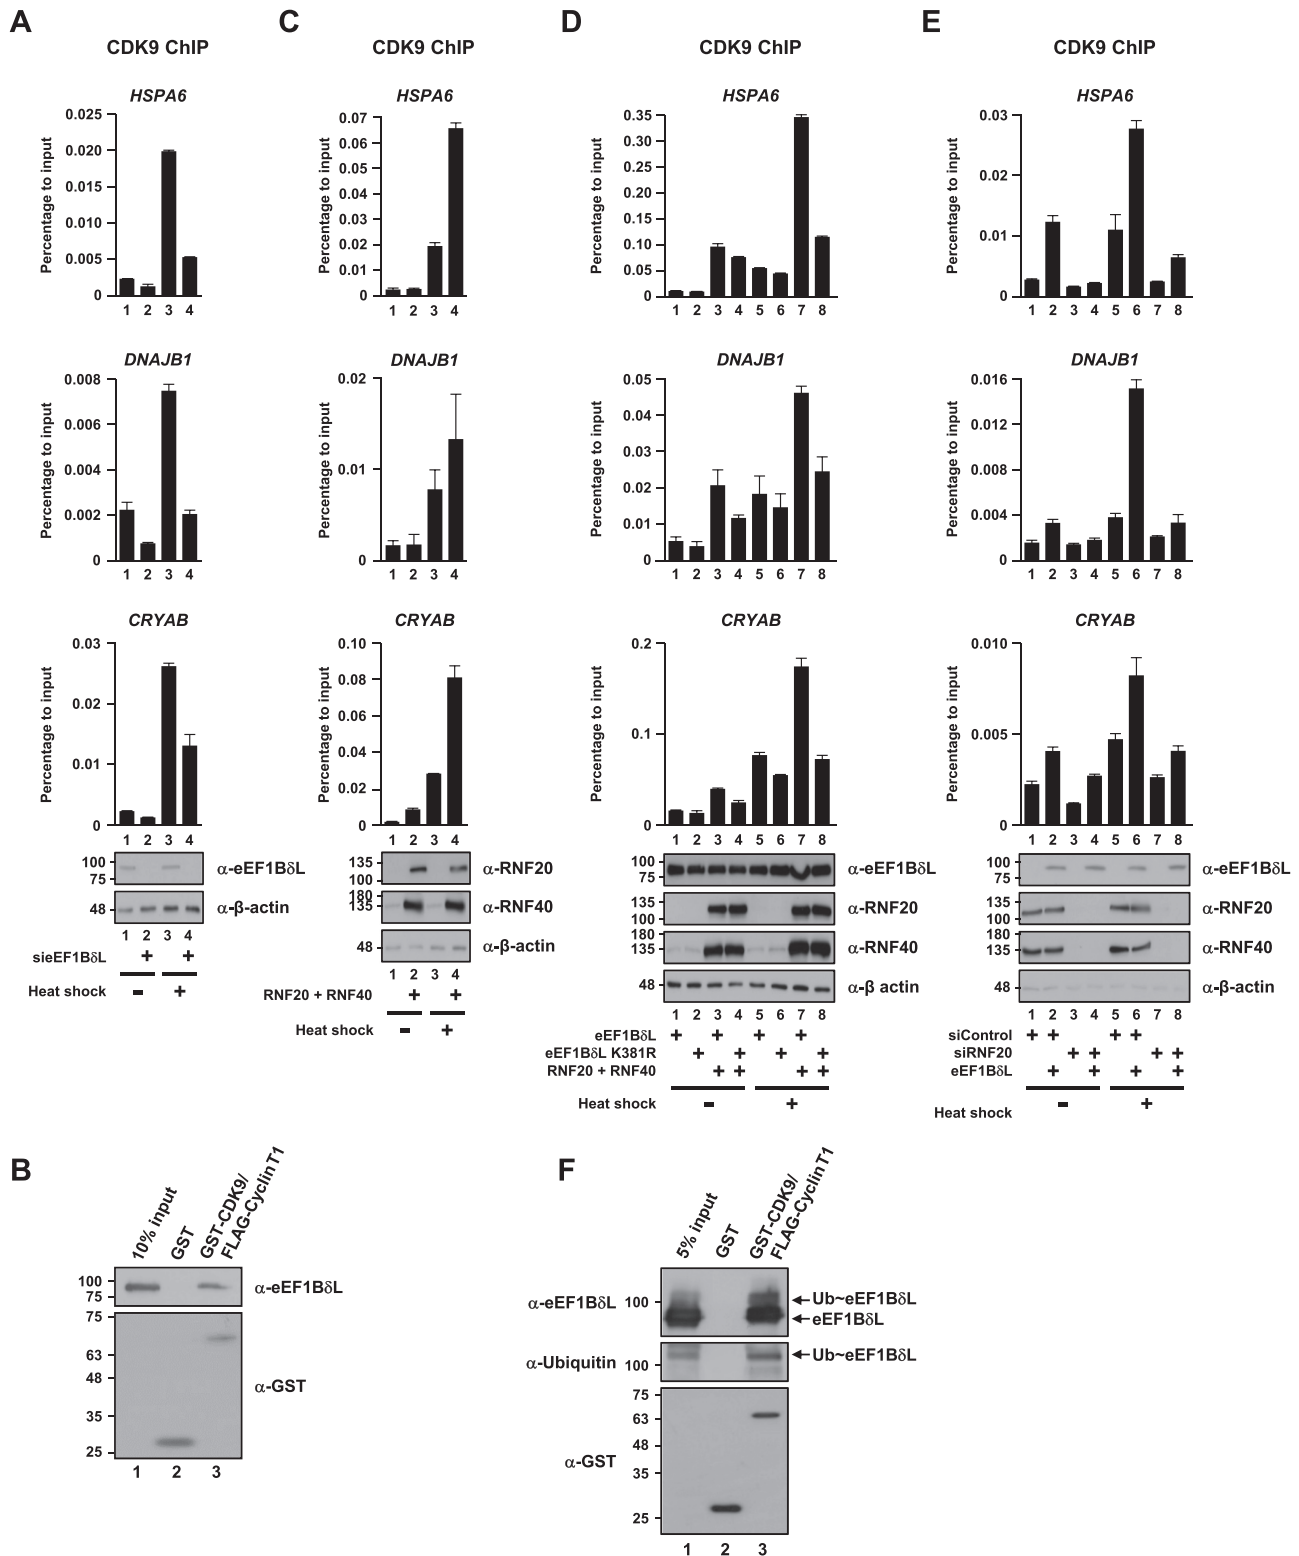 A
CDK9 ChIP
HSPA6
Percentage to input
0.025
0.020
0.015
0.010
0.005
0
1 2 3 4
DNAJB1
Percentage to input
0.008
0.006
0.004
0.002
0
1 2 3 4
CRYAB
Percentage to input
0.03
0.02
0.01
0
1 2 3 4
100
75
α-eEF1BδL
48
α-β-actin
1 2 3 4
sieEF1BδL + +
Heat shock - +
C
CDK9 ChIP
HSPA6
Percentage to input
0.07
0.06
0.05
0.04
0.03
0.02
0.01
0
1 2 3 4
DNAJB1
Percentage to input
0.02
0.01
0
1 2 3 4
CRYAB
Percentage to input
0.10
0.08
0.06
0.04
0.02
0
1 2 3 4
135
100
α-RNF20
180
135
α-RNF40
48
α-β-actin
1 2 3 4
RNF20 + RNF40 + +
Heat shock - +
D
CDK9 ChIP
HSPA6
Percentage to input
0.35
0.30
0.25
0.20
0.15
0.10
0.05
0
1 2 3 4 5 6 7 8
DNAJB1
Percentage to input
0.05
0.04
0.03
0.02
0.01
0
1 2 3 4 5 6 7 8
CRYAB
Percentage to input
0.2
0.1
0
1 2 3 4 5 6 7 8
100
75
α-eEF1BδL
135
100
α-RNF20
180
135
α-RNF40
48
α-β actin
1 2 3 4 5 6 7 8
eEF1BδL + + + +
eEF1BδL K381R + + + +
RNF20 + RNF40 + + + +
Heat shock - +
E
CDK9 ChIP
HSPA6
Percentage to input
0.03
0.02
0.01
0
1 2 3 4 5 6 7 8
DNAJB1
Percentage to input
0.016
0.012
0.008
0.004
0
1 2 3 4 5 6 7 8
CRYAB
Percentage to input
0.010
0.005
0
1 2 3 4 5 6 7 8
100
75
α-eEF1BδL
135
100
α-RNF20
180
135
α-RNF40
48
α-β-actin
1 2 3 4 5 6 7 8
siControl + + + +
siRNF20 + + + +
eEF1BδL + + + +
Heat shock - +
B
10% input
GST
GST-CDK9/
FLAG-CyclinT1
100
75
α-eEF1BδL
75
63
48
35
25
α-GST
1 2 3
F
5% input
GST
GST-CDK9/
FLAG-CyclinT1
α-eEF1BδL
100
Ub~eEF1BδL
eEF1BδL
α-Ubiquitin
100
Ub~eEF1BδL
α-GST
75
63
48
35
25
1 2 3